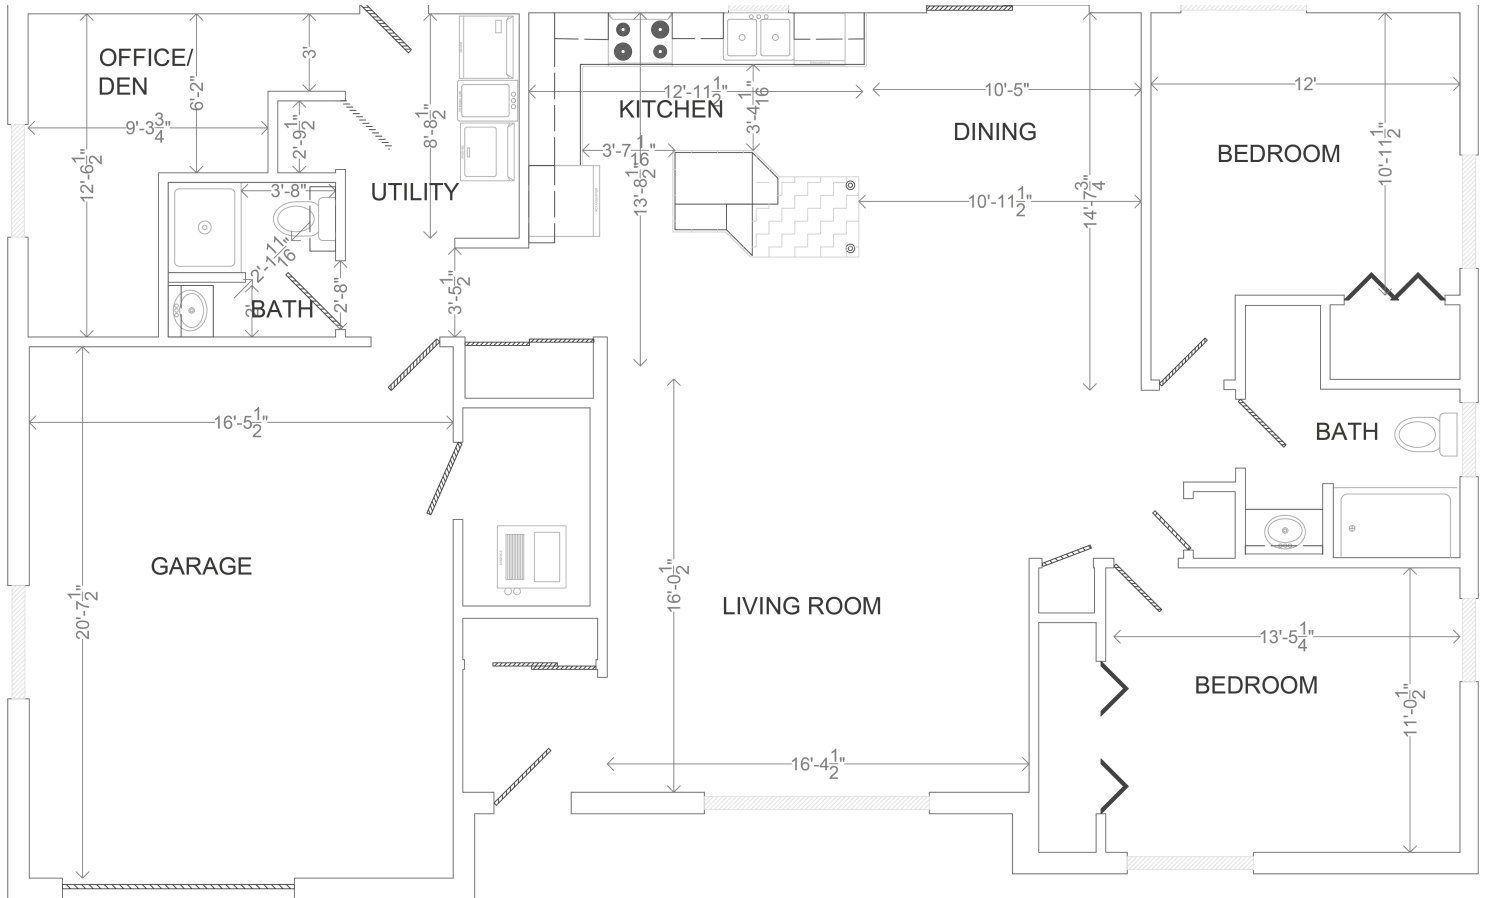 OFFICE/
DEN
3'
6'-2"
9'-3 3/4"
12'-6 1/2"
2'-9 1/2"
8'-8 1/2"
UTILITY
3'-8"
2'-1 11/16"
BATH
2'
2'-8"
3'-5 1/2"
12'-11 1/2"
KITCHEN
3'-4 1/16"
3'-7 1/16"
13'-8 1/2"
10'-5"
DINING
10'-11 1/2"
14'-7 3/4"
12'
BEDROOM
10'-11 1/2"
16'-5 1/2"
GARAGE
20'-7 1/2"
16'-0 1/2"
LIVING ROOM
16'-4 1/2"
BATH
13'-5 1/4"
BEDROOM
11'-0 1/2"